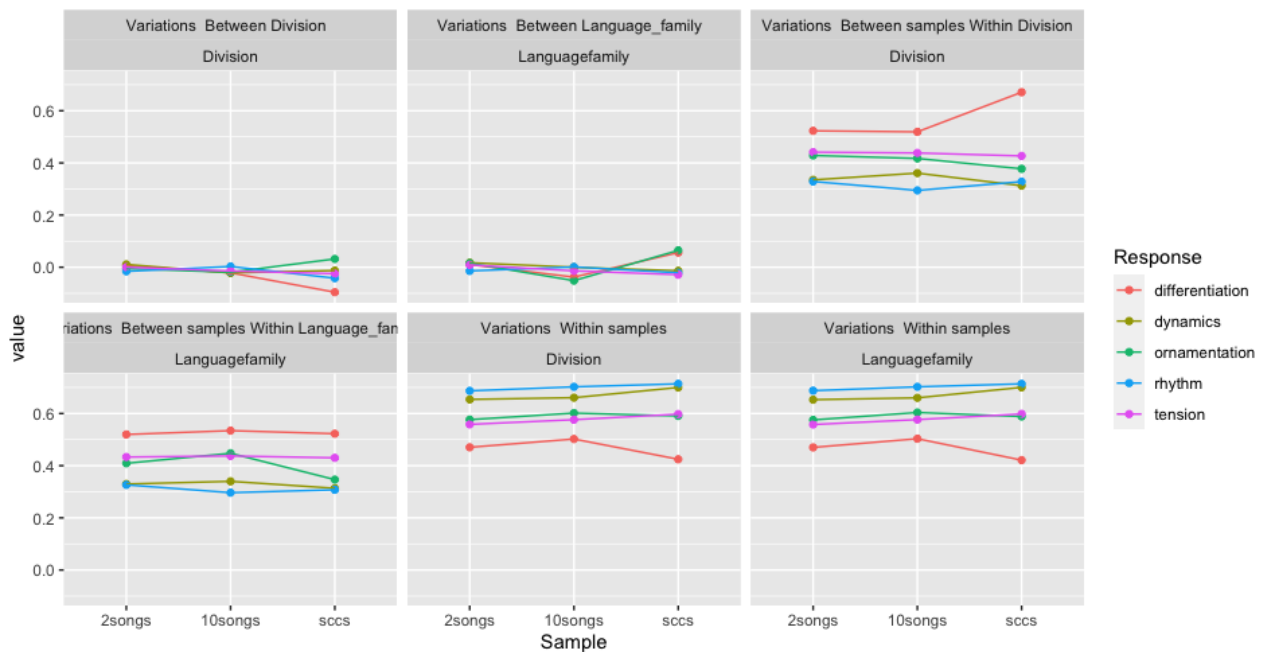 Variations  Between Division
Variations  Between Language_family
Variations  Between samples Within Division
Division
Languagefamily
Division
0.6
0.4
0.2
0.0
riations  Between samples Within Language_fan
Variations  Within samples
Variations  Within samples
Languagefamily
Division
Languagefamily
0.6
0.4
0.2
0.0
value
2songs 10songs sccs
2songs 10songs sccs
2songs 10songs sccs
Sample
Response
differentiation
dynamics
ornamentation
rhythm
tension